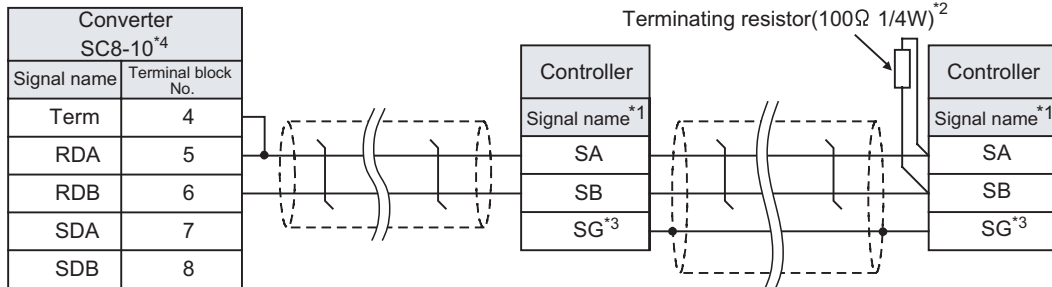 Terminating resistor(100Ω 1/4W)*2
Converter
SC8-10*4
Signal name Terminal block No.
Term 4
RDA 5
RDB 6
SDA 7
SDB 8
Controller
Signal name*1
SA
SB
SG*3
Controller
Signal name*1
SA
SB
SG*3